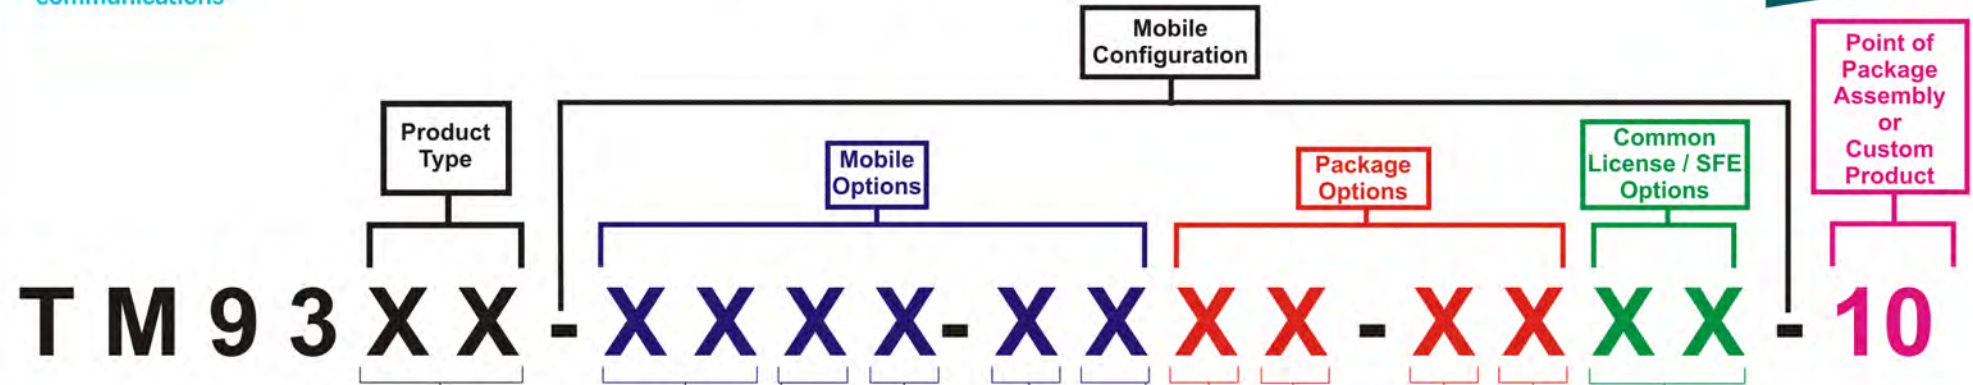 communications
Mobile
Configuration
Point of
Package
Assembly
or
Custom
Product
Product
Type
Mobile
Options
Package
Options
Common
License / SFE
Options
T M 9 3 X X - X X X X - X X X X - X X X X - 10